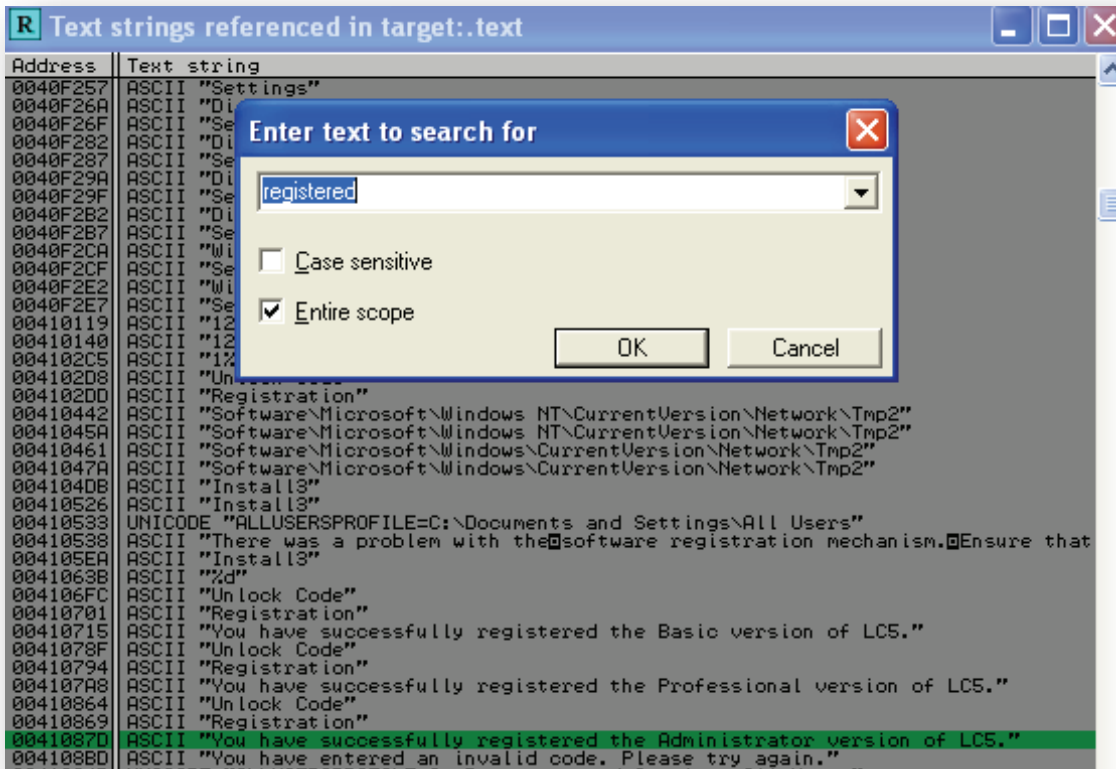 R Text strings referenced in target:.text
Address Text string
0040F257 ASCII "Settings"
0040F26A ASCII "Di
0040F26F ASCII "Se
0040F282 ASCII "Di
0040F287 ASCII "Se
0040F29A ASCII "Di
0040F29F ASCII "Se
0040F2B2 ASCII "Di
0040F2B7 ASCII "Se
0040F2CA ASCII "Wi
0040F2CF ASCII "Se
0040F2E2 ASCII "Wi
0040F2E7 ASCII "Se
00410119 ASCII "12
00410140 ASCII "12
004102C5 ASCII "1%
004102D8 ASCII "Unlock Code"
004102DD ASCII "Registration"
00410442 ASCII "Software\Microsoft\Windows NT\CurrentVersion\Network\Tmp2"
0041045A ASCII "Software\Microsoft\Windows NT\CurrentVersion\Network\Tmp2"
00410461 ASCII "Software\Microsoft\Windows\CurrentVersion\Network\Tmp2"
0041047A ASCII "Software\Microsoft\Windows\CurrentVersion\Network\Tmp2"
004104DB ASCII "Install3"
00410526 ASCII "Install3"
00410533 UNICODE "ALLUSERSPROFILE=C:\Documents and Settings\All Users"
00410538 ASCII "There was a problem with the software registration mechanism. Ensure that
004105EA ASCII "Install3"
0041063B ASCII "%d"
004106FC ASCII "Unlock Code"
00410701 ASCII "Registration"
00410715 ASCII "You have successfully registered the Basic version of LC5."
0041078F ASCII "Unlock Code"
00410794 ASCII "Registration"
004107A8 ASCII "You have successfully registered the Professional version of LC5."
00410864 ASCII "Unlock Code"
00410869 ASCII "Registration"
0041087D ASCII "You have successfully registered the Administrator version of LC5."
004108BD ASCII "You have entered an invalid code. Please try again."
Enter text to search for
registered
Case sensitive
Entire scope
OK Cancel